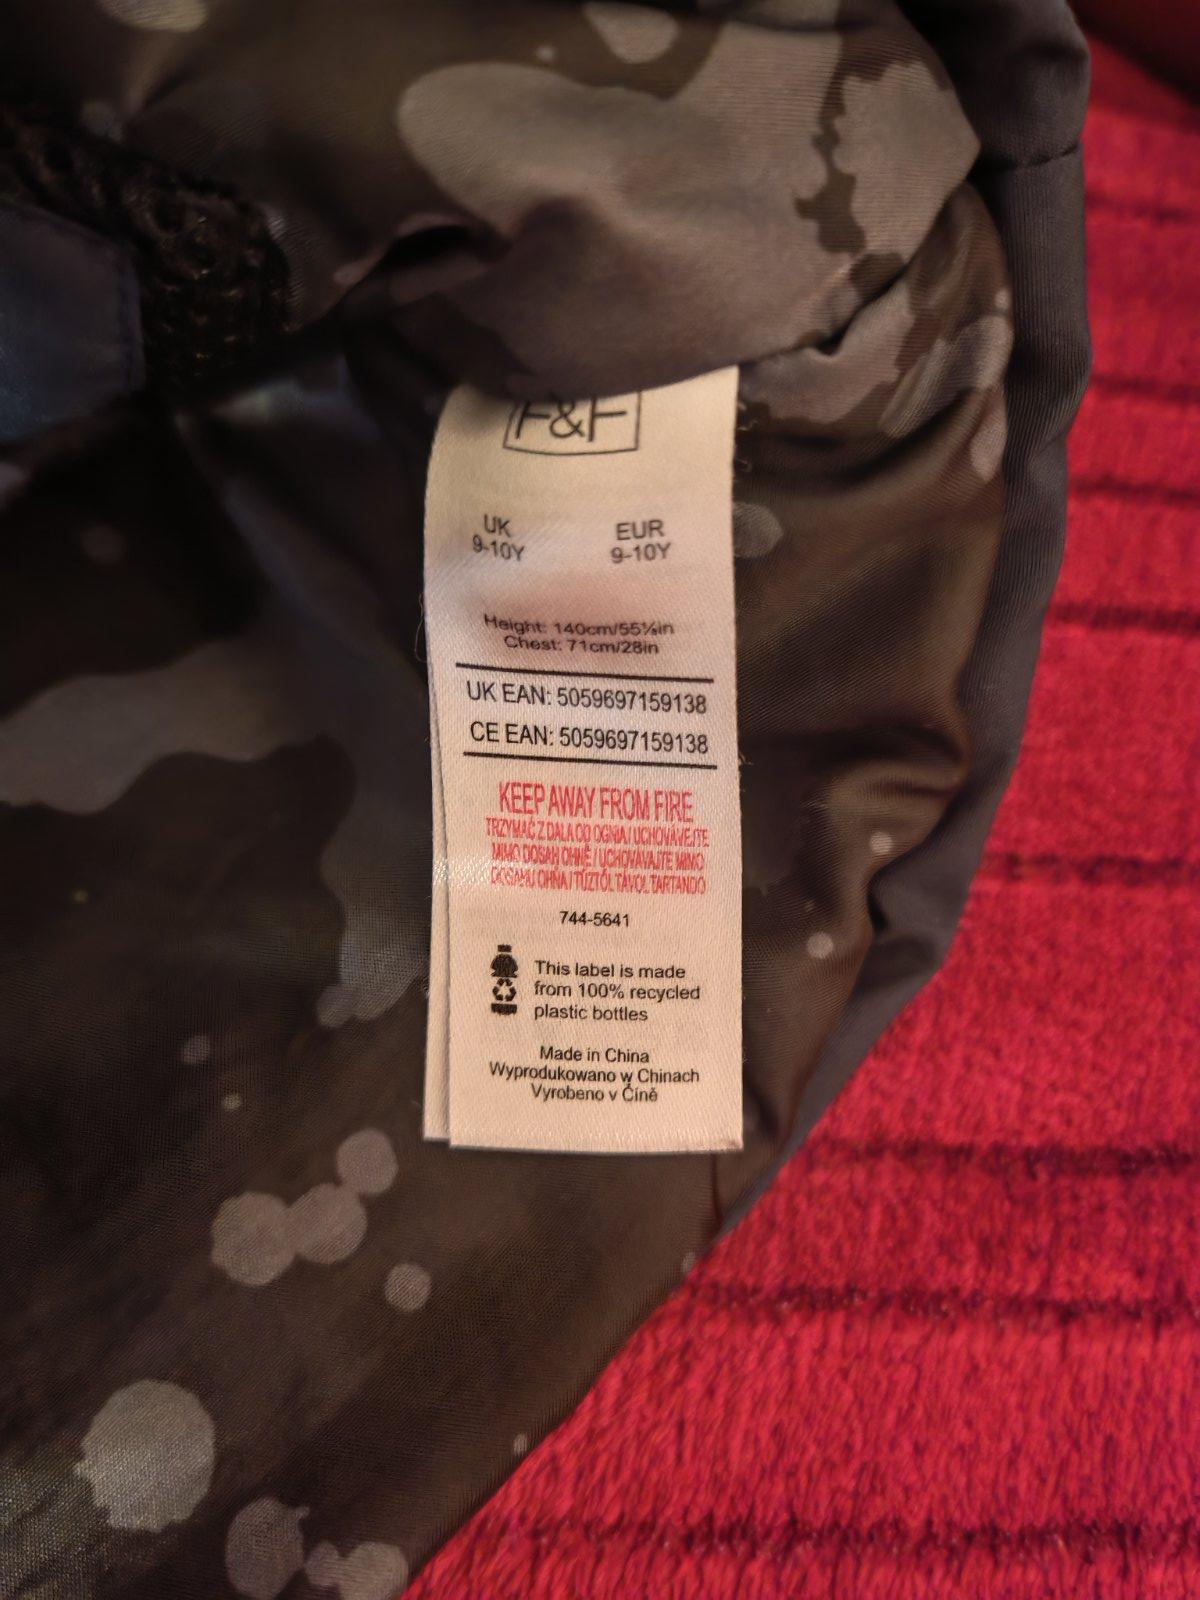 F&F
UK EUR
9-10Y 9-10Y
Height: 140cm/55⅛in
Chest: 71cm/28in
UK EAN: 5059697159138
CE EAN: 5059697159138
KEEP AWAY FROM FIRE
TRZYMAĆ Z DALA OD OGNIA / UCHOVÁVEJTE
MIMO DOSAH OHNĚ / UCHOVÁVAJTE MIMO
DOSAHU OHŇA / TŰZTŐL TÁVOL TARTANDÓ
744-5641
This label is made
from 100% recycled
plastic bottles
Made in China
Wyprodukowano w Chinach
Vyrobeno v Číně